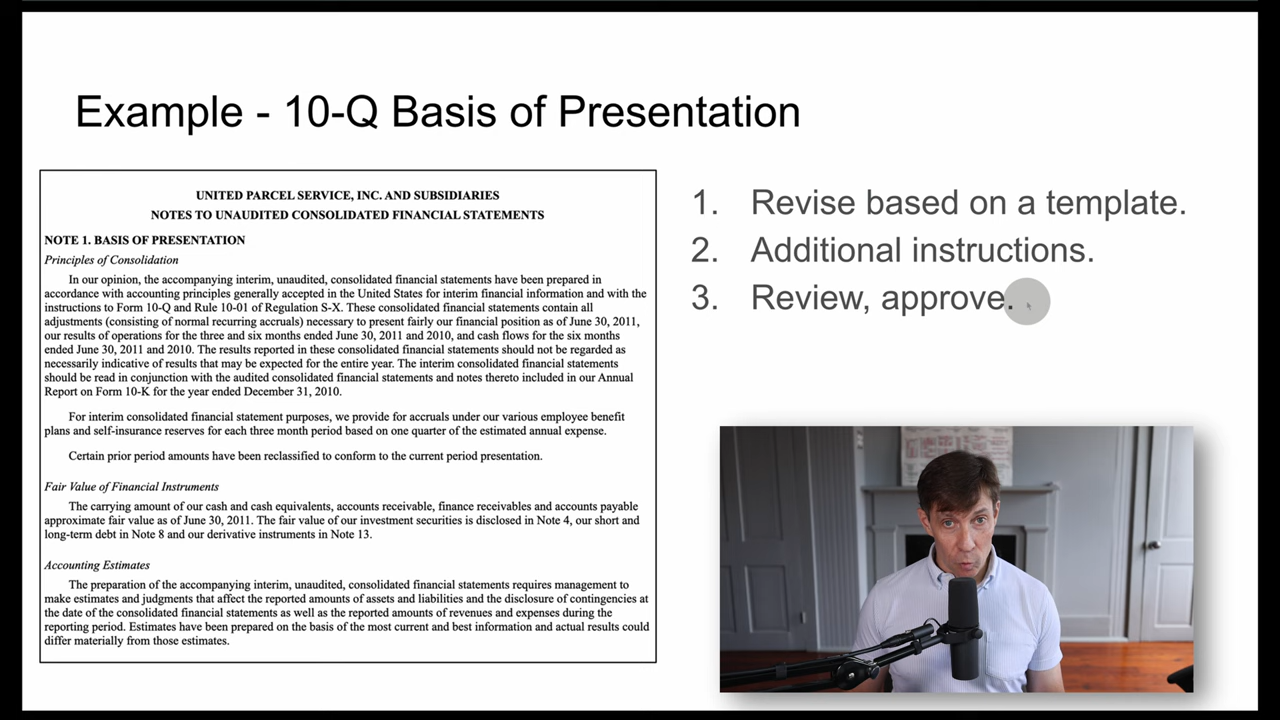 Example - 10-Q Basis of Presentation
UNITED PARCEL SERVICE, INC. AND SUBSIDIARIES
NOTES TO UNAUDITED CONSOLIDATED FINANCIAL STATEMENTS
NOTE 1. BASIS OF PRESENTATION
Principles of Consolidation
In our opinion, the accompanying interim, unaudited, consolidated financial statements have been prepared in
accordance with accounting principles generally accepted in the United States for interim financial information and with the
instructions to Form 10-Q and Rule 10-01 of Regulation S-X. These consolidated financial statements contain all
adjustments (consisting of normal recurring accruals) necessary to present fairly our financial position as of June 30, 2011,
our results of operations for the three and six months ended June 30, 2011 and 2010, and cash flows for the six months
ended June 30, 2011 and 2010. The results reported in these consolidated financial statements should not be regarded as
necessarily indicative of results that may be expected for the entire year. The interim consolidated financial statements
should be read in conjunction with the audited consolidated financial statements and notes thereto included in our Annual
Report on Form 10-K for the year ended December 31, 2010.
For interim consolidated financial statement purposes, we provide for accruals under our various employee benefit
plans and self-insurance reserves for each three month period based on one quarter of the estimated annual expense.
Certain prior period amounts have been reclassified to conform to the current period presentation.
Fair Value of Financial Instruments
The carrying amount of our cash and cash equivalents, accounts receivable, finance receivables and accounts payable
approximate fair value as of June 30, 2011. The fair value of our investment securities is disclosed in Note 4, our short and
long-term debt in Note 8 and our derivative instruments in Note 13.
Accounting Estimates
The preparation of the accompanying interim, unaudited, consolidated financial statements requires management to
make estimates and judgments that affect the reported amounts of assets and liabilities and the disclosure of contingencies at
the date of the consolidated financial statements as well as the reported amounts of revenues and expenses during the
reporting period. Estimates have been prepared on the basis of the most current and best information and actual results could
differ materially from those estimates.
1. Revise based on a template.
2. Additional instructions.
3. Review, approve.